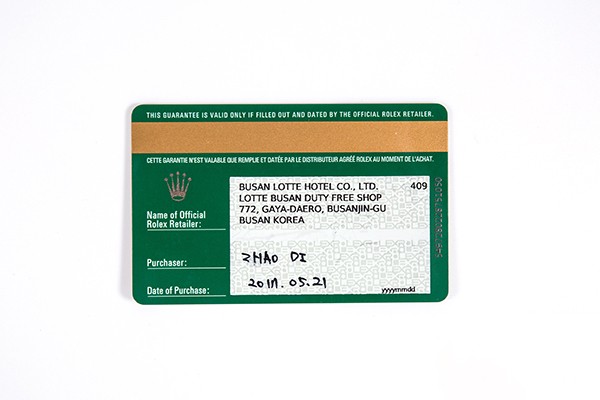 THIS GUARANTEE IS VALID ONLY IF FILLED OUT AND DATED BY THE OFFICIAL ROLEX RETAILER.
CETTE GARANTIE N'EST VALABLE QUE REMPLIE ET DATÉE PAR LE DISTRIBUTEUR AGRÉÉ ROLEX AU MOMENT DE L'ACHAT.
Name of Official
Rolex Retailer:
BUSAN LOTTE HOTEL CO., LTD. 409
LOTTE BUSAN DUTY FREE SHOP
772, GAYA-DAERO, BUSANJIN-GU
BUSAN KOREA
Purchaser: ZHAO DI
Date of Purchase: 2017.05.21
yyyymmdd